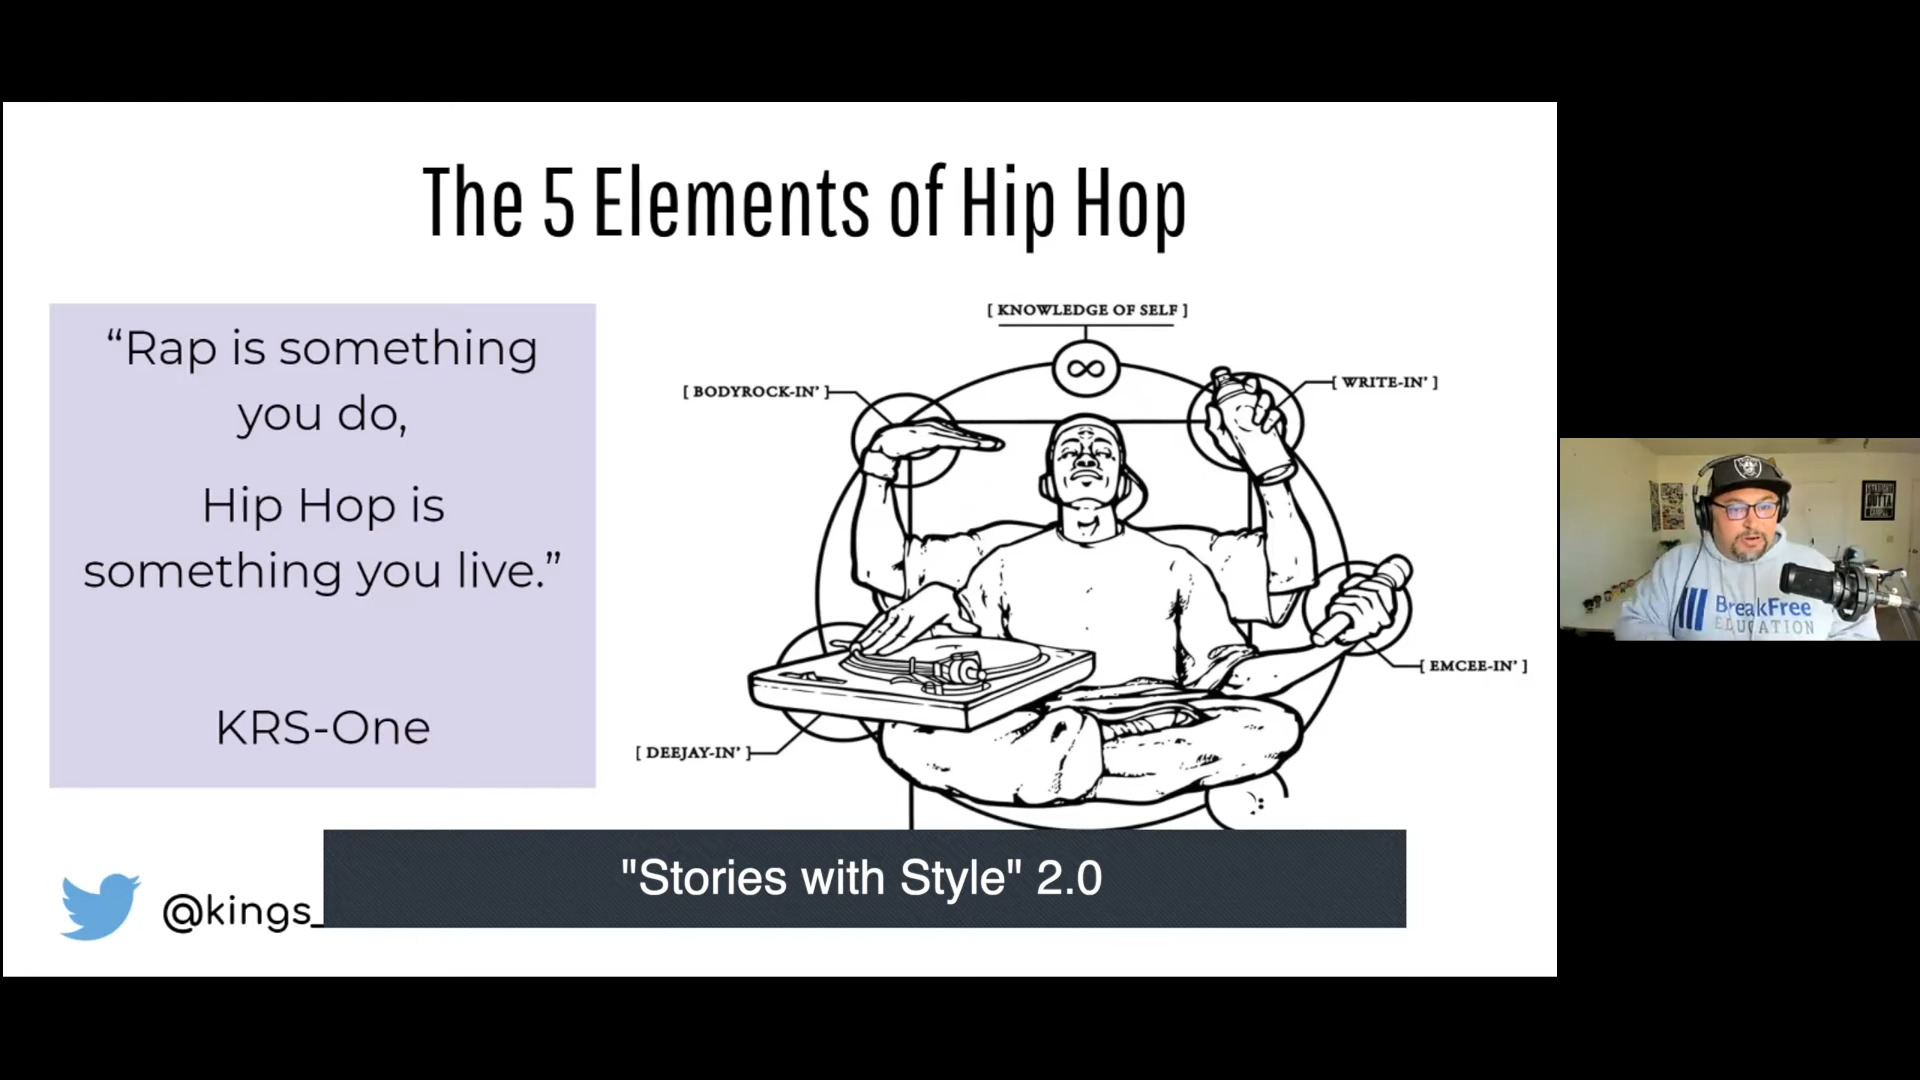 The 5 Elements of Hip Hop
“Rap is something
you do,
Hip Hop is
something you live.”
KRS-One
[ KNOWLEDGE OF SELF ]
[ BODYROCK-IN’ ]
[ WRITE-IN’ ]
[ EMCEE-IN’ ]
[ DEEJAY-IN’ ]
"Stories with Style" 2.0
@kings_
BreakFree
EDUCATION
OUTTA